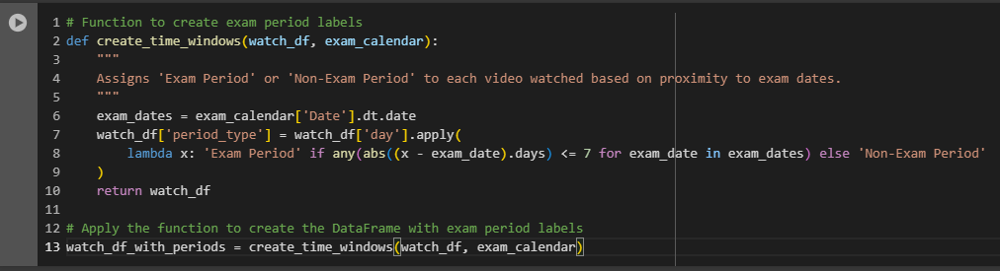 1 # Function to create exam period labels
2 def create_time_windows(watch_df, exam_calendar):
3     """
4     Assigns 'Exam Period' or 'Non-Exam Period' to each video watched based on proximity to exam dates.
5     """
6     exam_dates = exam_calendar['Date'].dt.date
7     watch_df['period_type'] = watch_df['day'].apply(
8         lambda x: 'Exam Period' if any(abs((x - exam_date).days) <= 7 for exam_date in exam_dates) else 'Non-Exam Period'
9     )
10     return watch_df
11
12 # Apply the function to create the DataFrame with exam period labels
13 watch_df_with_periods = create_time_windows(watch_df, exam_calendar)